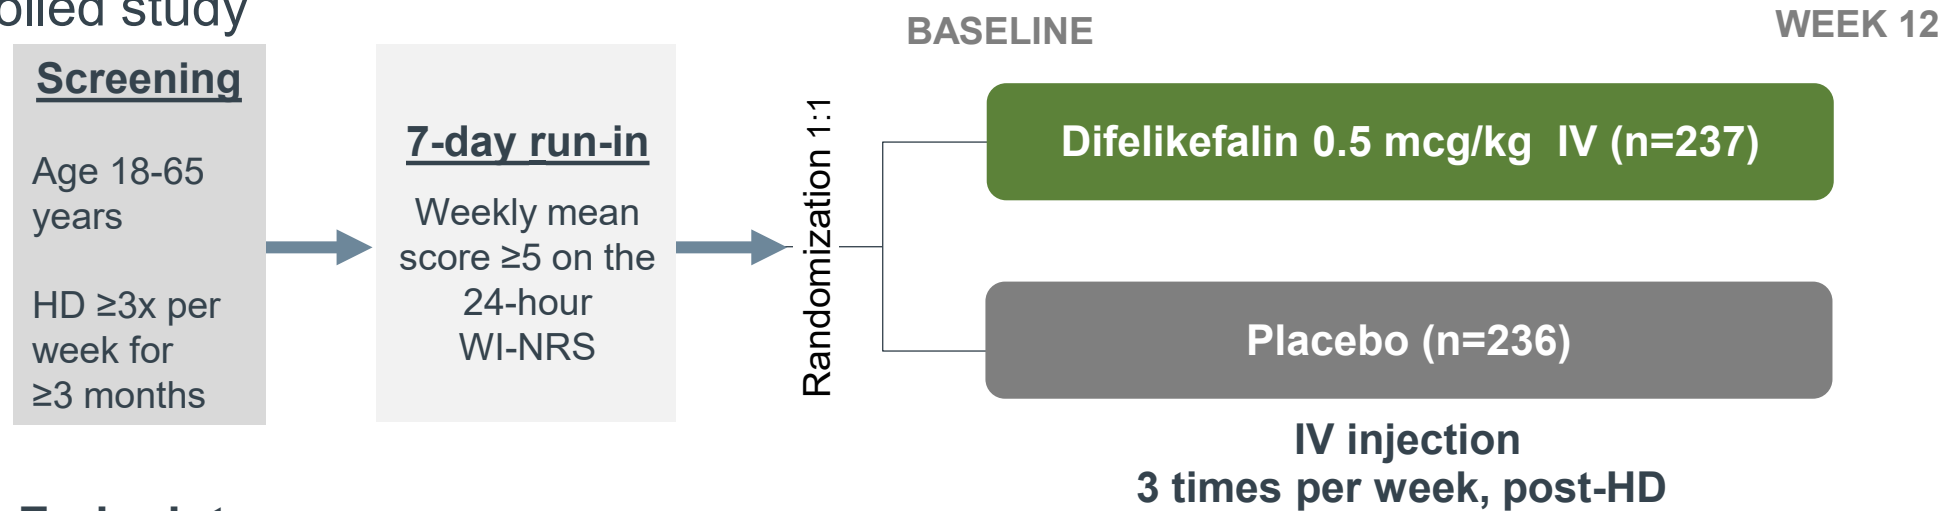 study
BASELINE
WEEK 12
Screening
Age 18-65
years
HD ≥3x per
week for
≥3 months
7-day run-in
Weekly mean
score ≥5 on the
24-hour
WI-NRS
Randomization 1:1
Difelikefalin 0.5 mcg/kg IV (n=237)
Placebo (n=236)
IV injection
3 times per week, post-HD